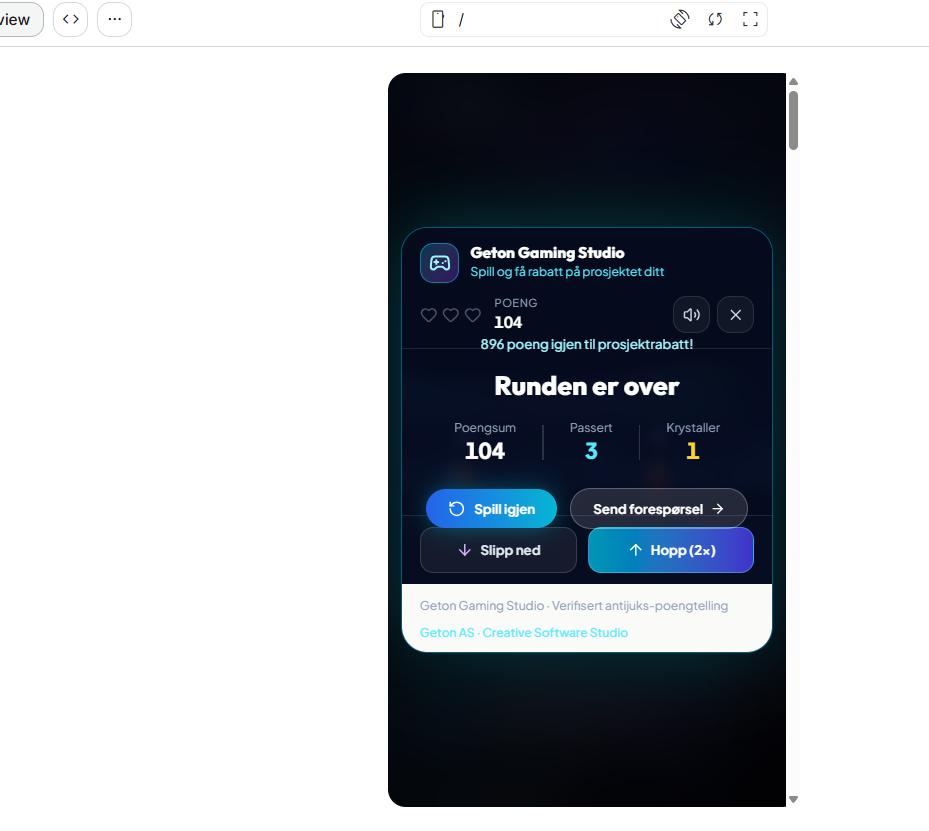 view
/
Geton Gaming Studio
Spill og få rabatt på prosjektet ditt
POENG
104
896 poeng igjen til prosjektrabatt!
Runden er over
Poengsum Passert Krystaller
104 3 1
Spill igjen Send forespørsel →
↓ Slipp ned ↑ Hopp (2×)
Geton Gaming Studio · Verifisert antijuks-poengtelling
Geton AS · Creative Software Studio